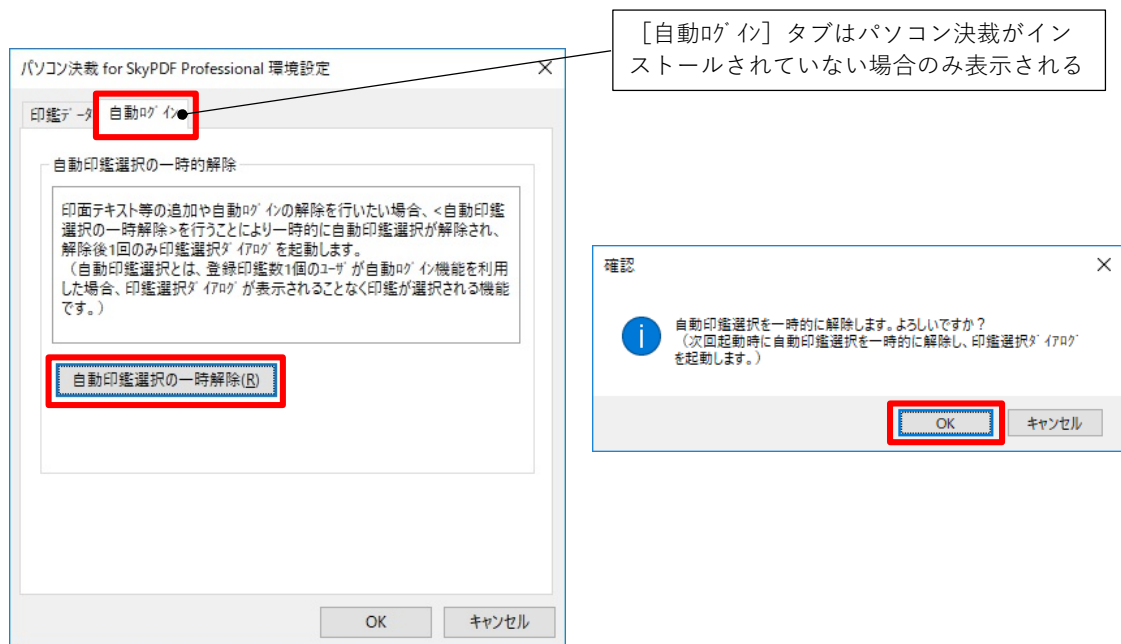 ［自動ﾛｸﾞｲﾝ］タブはパソコン決裁がイン
ストールされていない場合のみ表示される
パソコン決裁 for SkyPDF Professional 環境設定
印鑑ﾃﾞｰﾀ
自動ﾛｸﾞｲﾝ
自動印鑑選択の一時的解除
印面テキスト等の追加や自動ﾛｸﾞｲﾝの解除を行いたい場合、<自動印鑑
選択の一時解除>を行うことにより一時的に自動印鑑選択が解除され、
解除後1回のみ印鑑選択ﾀﾞｲｱﾛｸﾞを起動します。
（自動印鑑選択とは、登録印鑑数1個のﾕｰｻﾞが自動ﾛｸﾞｲﾝ機能を利用
した場合、印鑑選択ﾀﾞｲｱﾛｸﾞが表示されることなく印鑑が選択される機能
です。）
自動印鑑選択の一時解除(R)
OK
キャンセル
確認
自動印鑑選択を一時的に解除します。よろしいですか？
（次回起動時に自動印鑑選択を一時的に解除し、印鑑選択ﾀﾞｲｱﾛｸﾞ
を起動します。）
OK
キャンセル